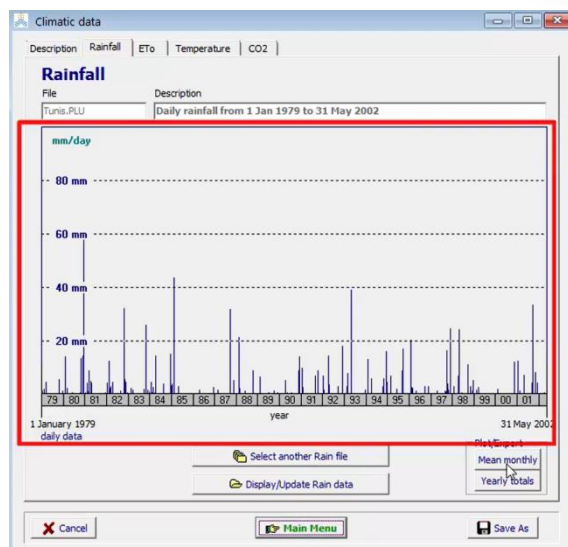 Climatic data
Description Rainfall ETo Temperature CO2
Rainfall
File Description
Tunis.PLU Daily rainfall from 1 Jan 1979 to 31 May 2002
mm/day
80 mm
60 mm
40 mm
20 mm
79 80 81 82 83 84 85 86 87 88 89 90 91 92 93 94 95 96 97 98 99 00 01
year
1 January 1979 31 May 2002
daily data
Plot/Export
Select another Rain file Mean monthly
Display/Update Rain data Yearly totals
Cancel Main Menu Save As